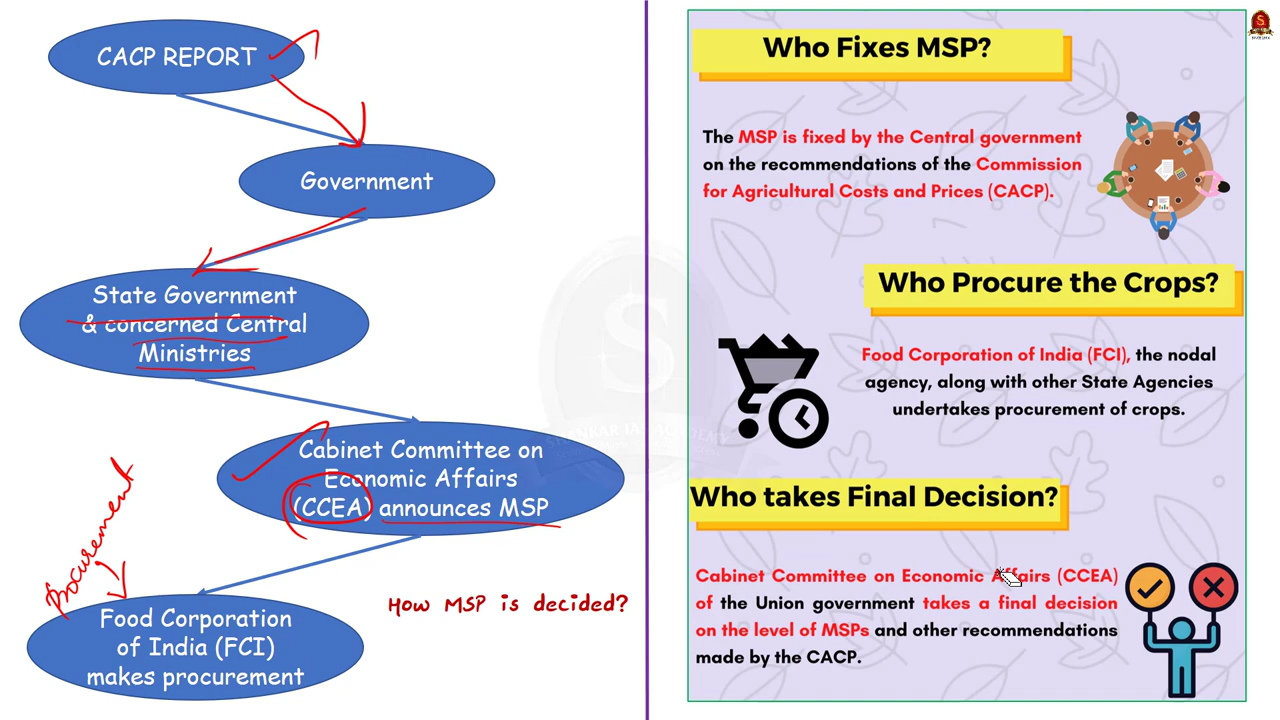 CACP REPORT
Government
State Government
& concerned Central
Ministries
Cabinet Committee on
Economic Affairs
(CCEA) announces MSP
Procurement
Food Corporation
of India (FCI)
makes procurement
How MSP is decided?
Who Fixes MSP?
The MSP is fixed by the Central government
on the recommendations of the Commission
for Agricultural Costs and Prices (CACP).
Who Procure the Crops?
Food Corporation of India (FCI), the nodal
agency, along with other State Agencies
undertakes procurement of crops.
Who takes Final Decision?
Cabinet Committee on Economic Affairs (CCEA)
of the Union government takes a final decision
on the level of MSPs and other recommendations
made by the CACP.